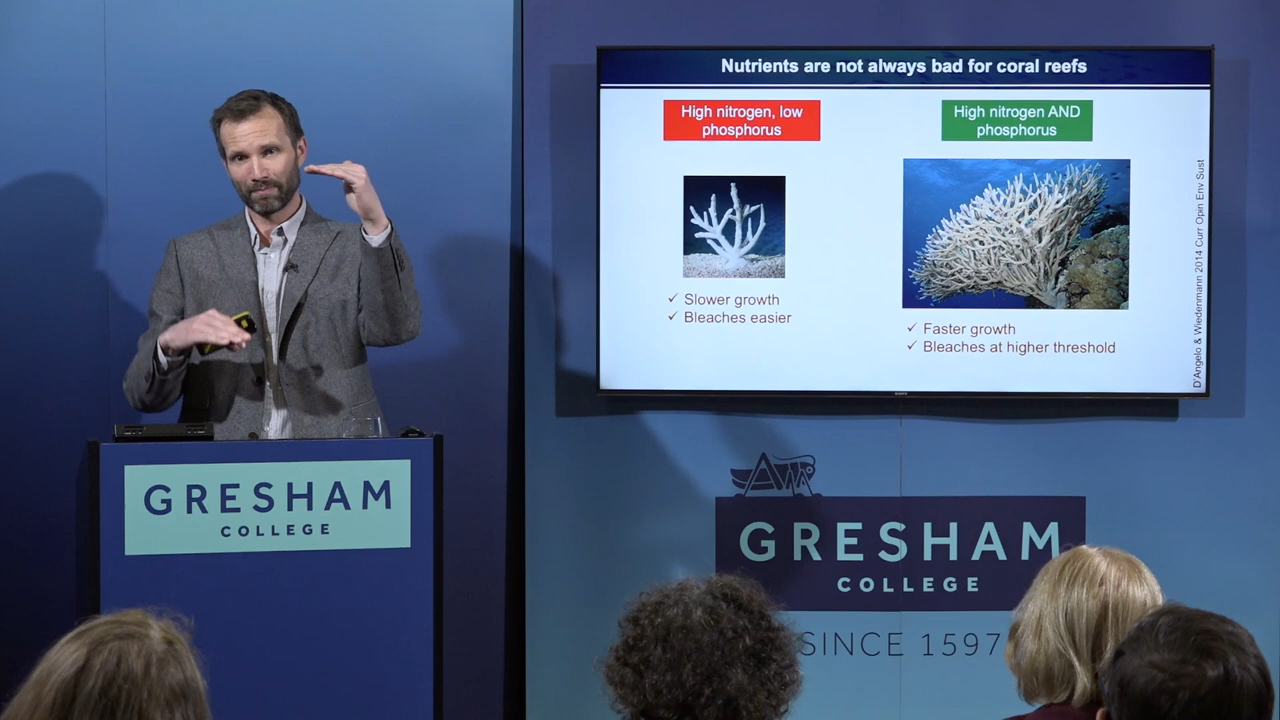 Nutrients are not always bad for coral reefs
High nitrogen, low
phosphorus
High nitrogen AND
phosphorus
✓ Slower growth
✓ Bleaches easier
✓ Faster growth
✓ Bleaches at higher threshold
D'Angelo & Wiedenmann 2014 Curr Opin Env Sust
SONY
GRESHAM
COLLEGE
GRESHAM
COLLEGE
SINCE 1597